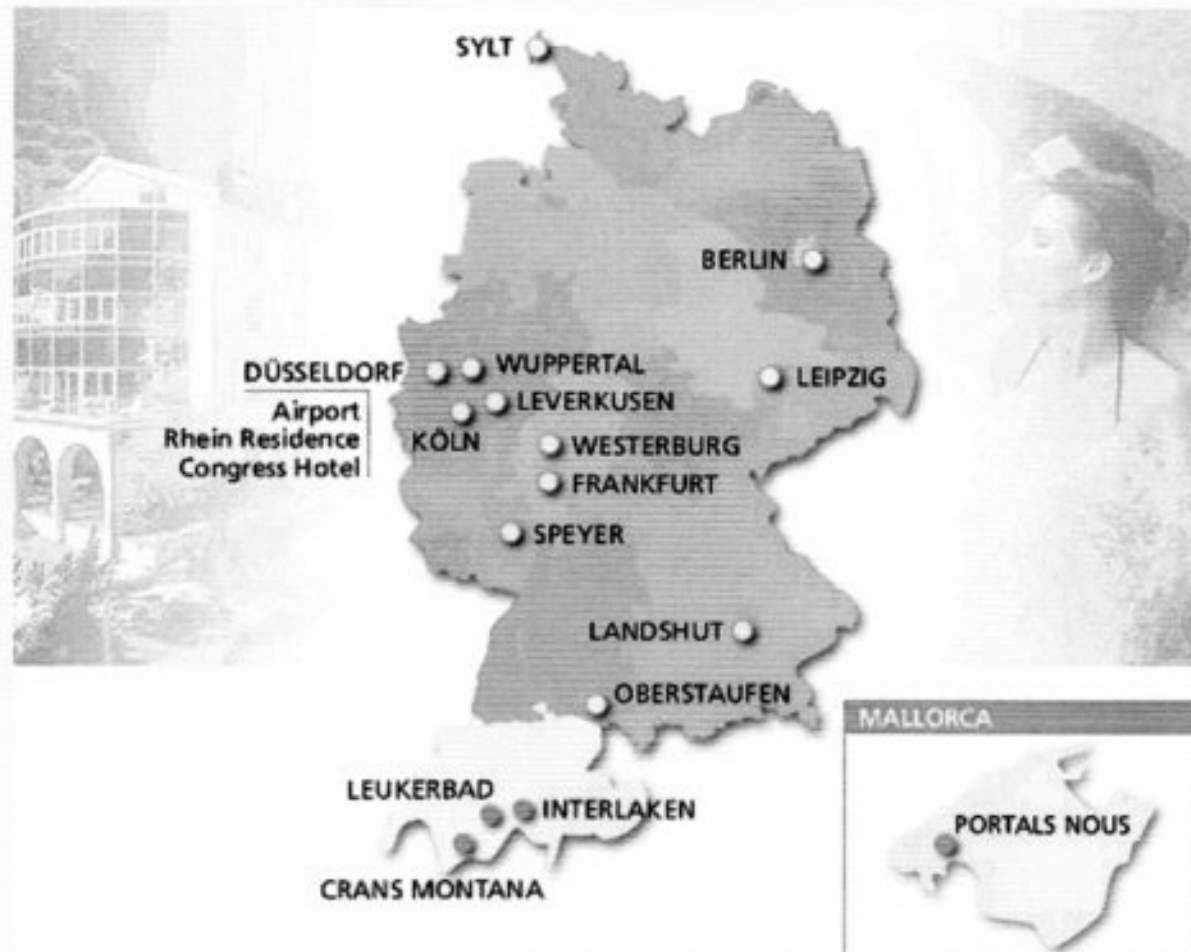 SYLT
BERLIN
DÜSSELDORF
WUPPERTAL
LEIPZIG
Airport
LEVERKUSEN
Rhein Residence
KÖLN
WESTERBURG
Congress Hotel
FRANKFURT
SPEYER
LANDSHUT
OBERSTAUFEN
MALLORCA
LEUKERBAD
INTERLAKEN
PORTALS NOUS
CRANS MONTANA